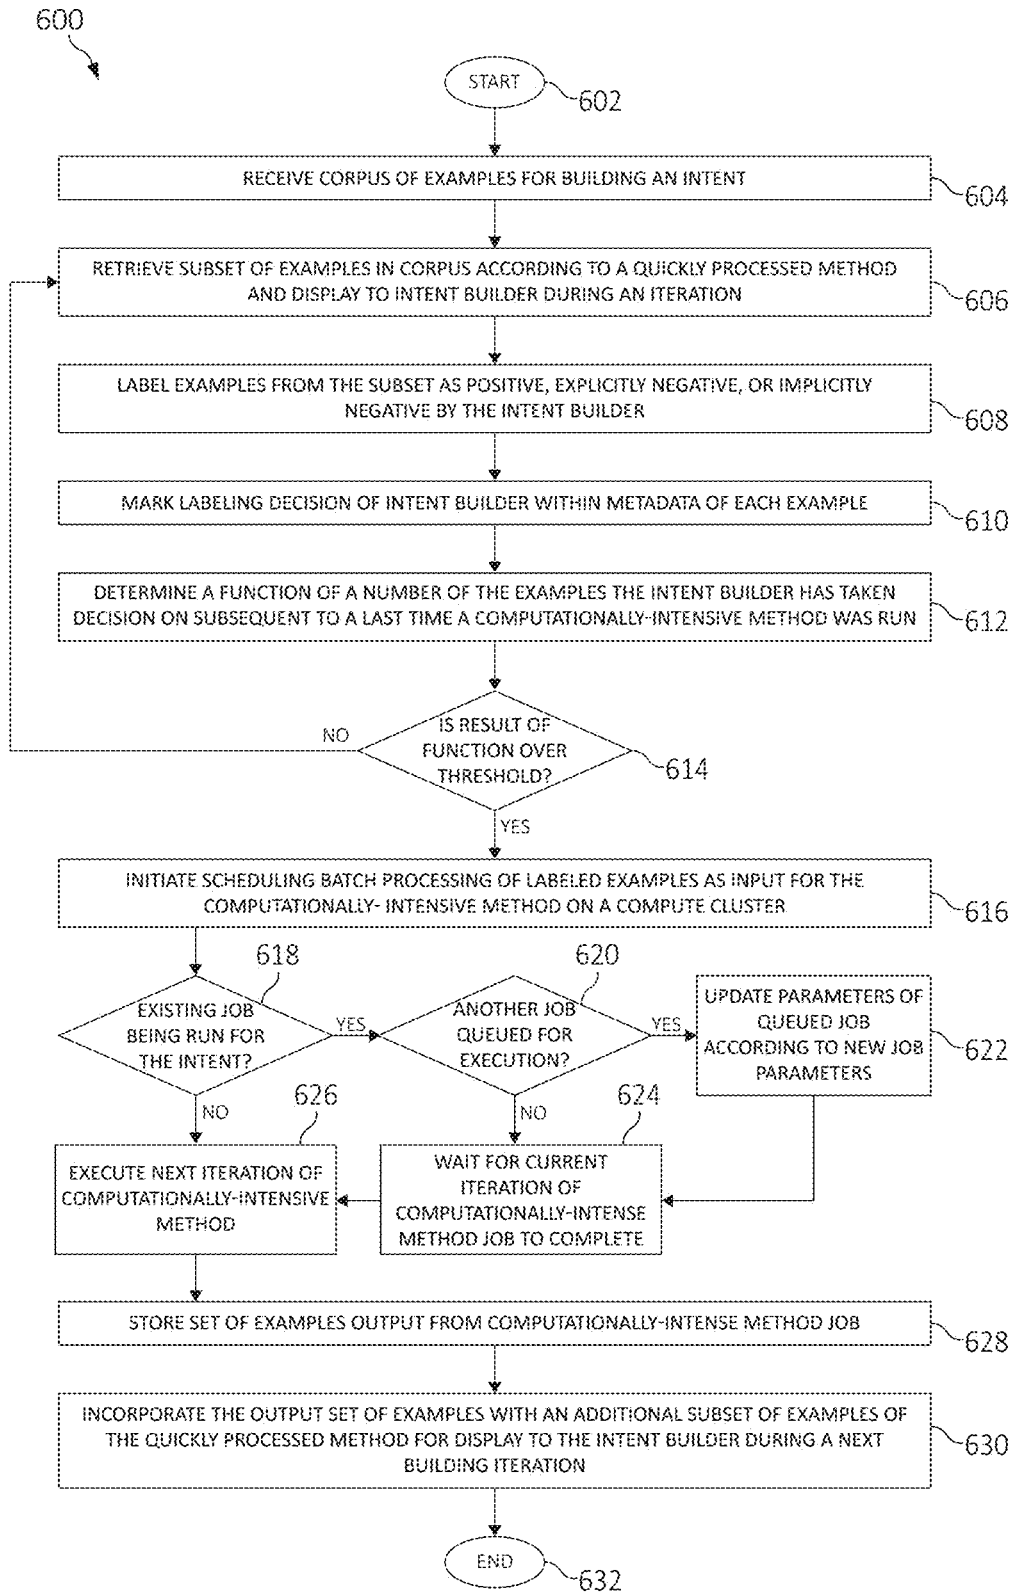 600
START
602
RECEIVE CORPUS OF EXAMPLES FOR BUILDING AN INTENT
604
RETRIEVE SUBSET OF EXAMPLES IN CORPUS ACCORDING TO A QUICKLY PROCESSED METHOD
AND DISPLAY TO INTENT BUILDER DURING AN ITERATION
606
LABEL EXAMPLES FROM THE SUBSET AS POSITIVE, EXPLICITLY NEGATIVE, OR IMPLICITLY
NEGATIVE BY THE INTENT BUILDER
608
MARK LABELING DECISION OF INTENT BUILDER WITHIN METADATA OF EACH EXAMPLE
610
DETERMINE A FUNCTION OF A NUMBER OF THE EXAMPLES THE INTENT BUILDER HAS TAKEN
DECISION ON SUBSEQUENT TO A LAST TIME A COMPUTATIONALLY-INTENSIVE METHOD WAS RUN
612
NO
IS RESULT OF
FUNCTION OVER
THRESHOLD?
614
YES
INITIATE SCHEDULING BATCH PROCESSING OF LABELED EXAMPLES AS INPUT FOR THE
COMPUTATIONALLY- INTENSIVE METHOD ON A COMPUTE CLUSTER
616
618
EXISTING JOB
BEING RUN FOR
THE INTENT?
YES
620
ANOTHER JOB
QUEUED FOR
EXECUTION?
YES
UPDATE PARAMETERS OF
QUEUED JOB
ACCORDING TO NEW JOB
PARAMETERS
622
NO
626
NO
624
EXECUTE NEXT ITERATION OF
COMPUTATIONALLY-INTENSIVE
METHOD
WAIT FOR CURRENT
ITERATION OF
COMPUTATIONALLY-INTENSE
METHOD JOB TO COMPLETE
STORE SET OF EXAMPLES OUTPUT FROM COMPUTATIONALLY-INTENSE METHOD JOB
628
INCORPORATE THE OUTPUT SET OF EXAMPLES WITH AN ADDITIONAL SUBSET OF EXAMPLES OF
THE QUICKLY PROCESSED METHOD FOR DISPLAY TO THE INTENT BUILDER DURING A NEXT
BUILDING ITERATION
630
END
632